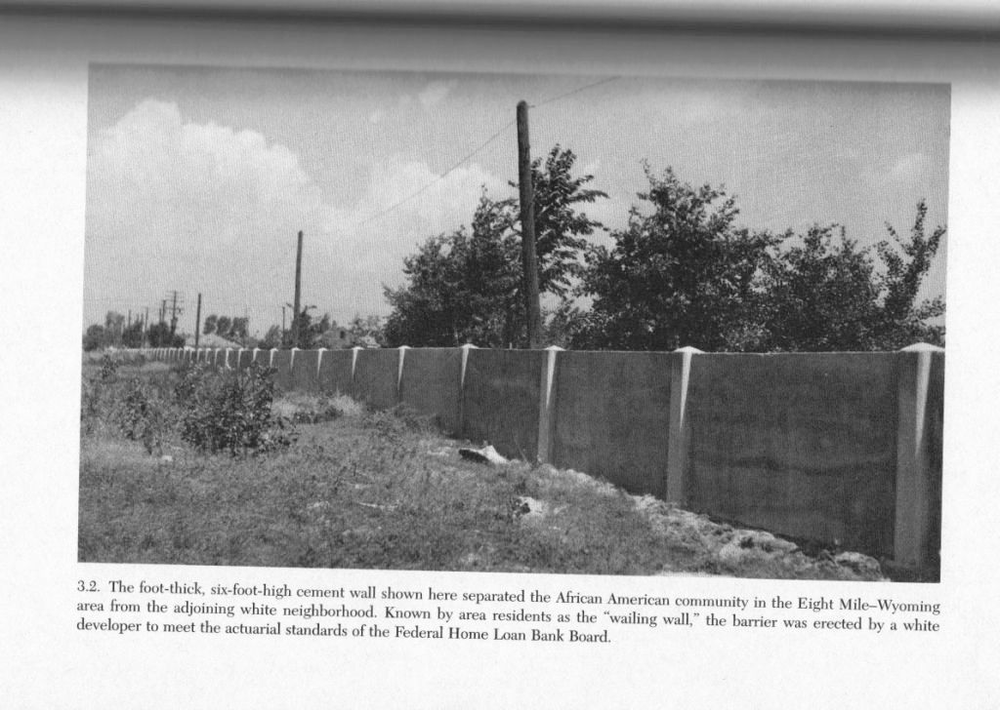 3.2. The foot-thick, six-foot-high cement wall shown here separated the African American community in the Eight Mile–Wyoming
area from the adjoining white neighborhood. Known by area residents as the “wailing wall,” the barrier was erected by a white
developer to meet the actuarial standards of the Federal Home Loan Bank Board.